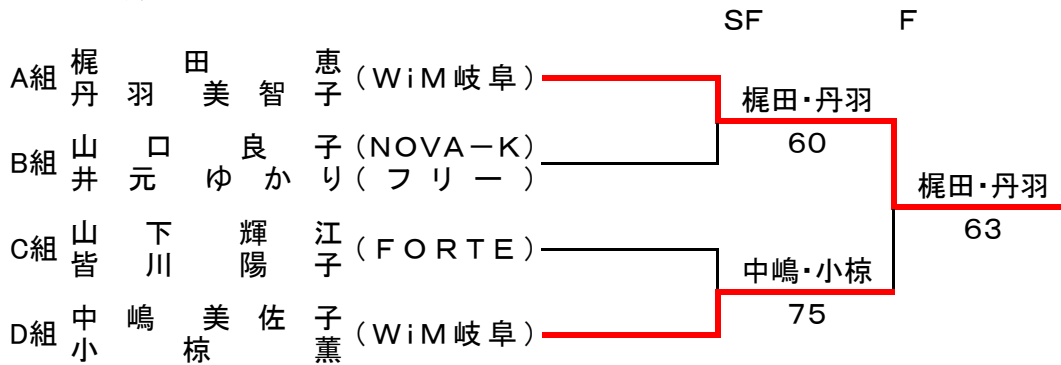 SF F
A組 梶田恵 (WiM岐阜)
丹羽美智子
梶田・丹羽
60
B組 山口良子 (NOVA－K)
井元ゆかり (フリー)
梶田・丹羽
63
C組 山下輝江 (FORTE)
皆川陽子
中嶋・小椋
75
D組 中嶋美佐子 (WiM岐阜)
小椋薫